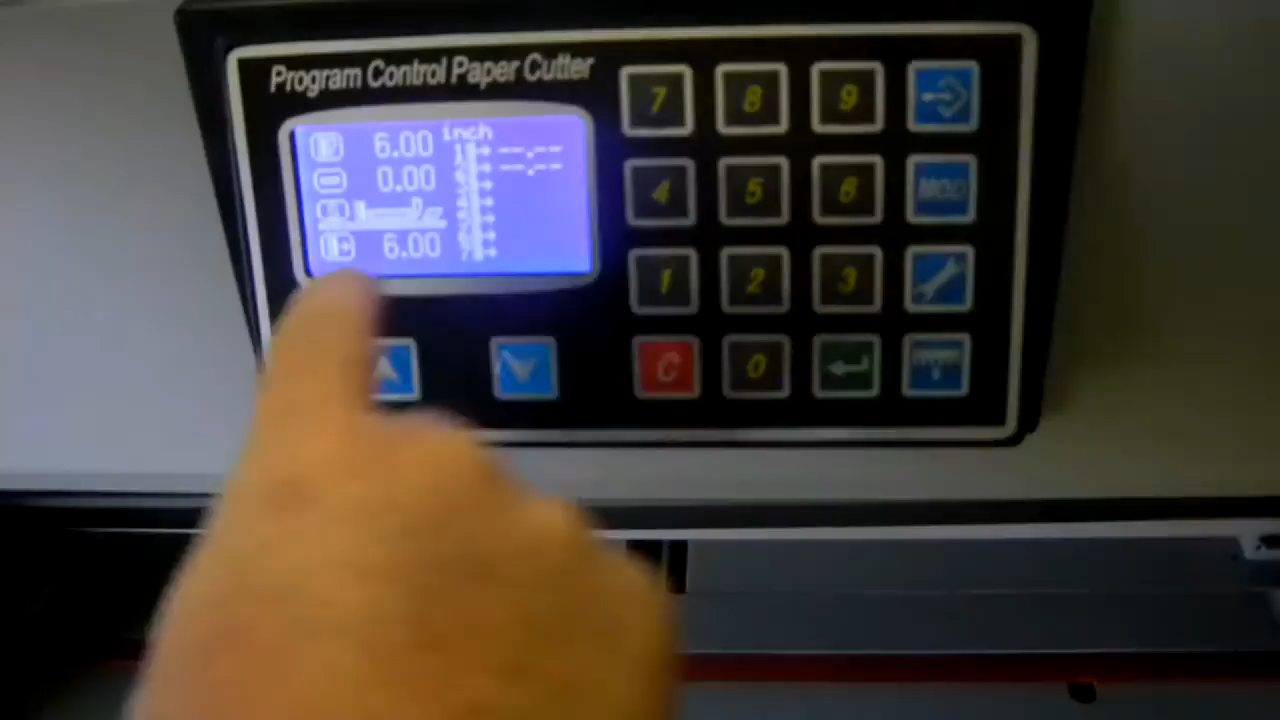 Program Control Paper Cutter
6.00 inch
0.00
6.00
--.--
--.--
7 8 9
4 5 6 MOD
1 2 3
C 0